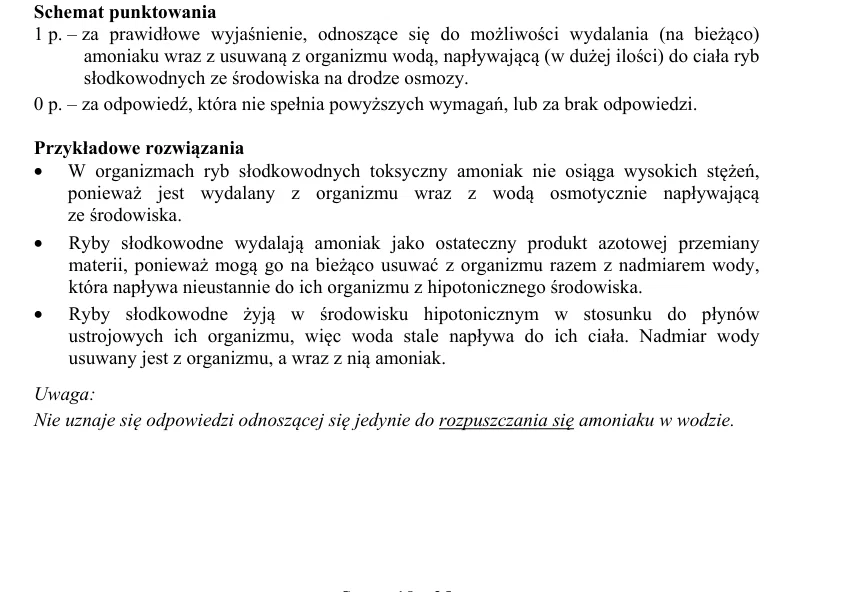 Schemat punktowania
1 p. – za prawidłowe wyjaśnienie, odnoszące się do możliwości wydalania (na bieżąco)
amoniaku wraz z usuwaną z organizmu wodą, napływającą (w dużej ilości) do ciała ryb
słodkowodnych ze środowiska na drodze osmozy.
0 p. – za odpowiedź, która nie spełnia powyższych wymagań, lub za brak odpowiedzi.
Przykładowe rozwiązania
• W organizmach ryb słodkowodnych toksyczny amoniak nie osiąga wysokich stężeń,
ponieważ jest wydalany z organizmu wraz z wodą osmotycznie napływającą
ze środowiska.
• Ryby słodkowodne wydalają amoniak jako ostateczny produkt azotowej przemiany
materii, ponieważ mogą go na bieżąco usuwać z organizmu razem z nadmiarem wody,
która napływa nieustannie do ich organizmu z hipotonicznego środowiska.
• Ryby słodkowodne żyją w środowisku hipotonicznym w stosunku do płynów
ustrojowych ich organizmu, więc woda stale napływa do ich ciała. Nadmiar wody
usuwany jest z organizmu, a wraz z nią amoniak.
Uwaga:
Nie uznaje się odpowiedzi odnoszącej się jedynie do rozpuszczania się amoniaku w wodzie.